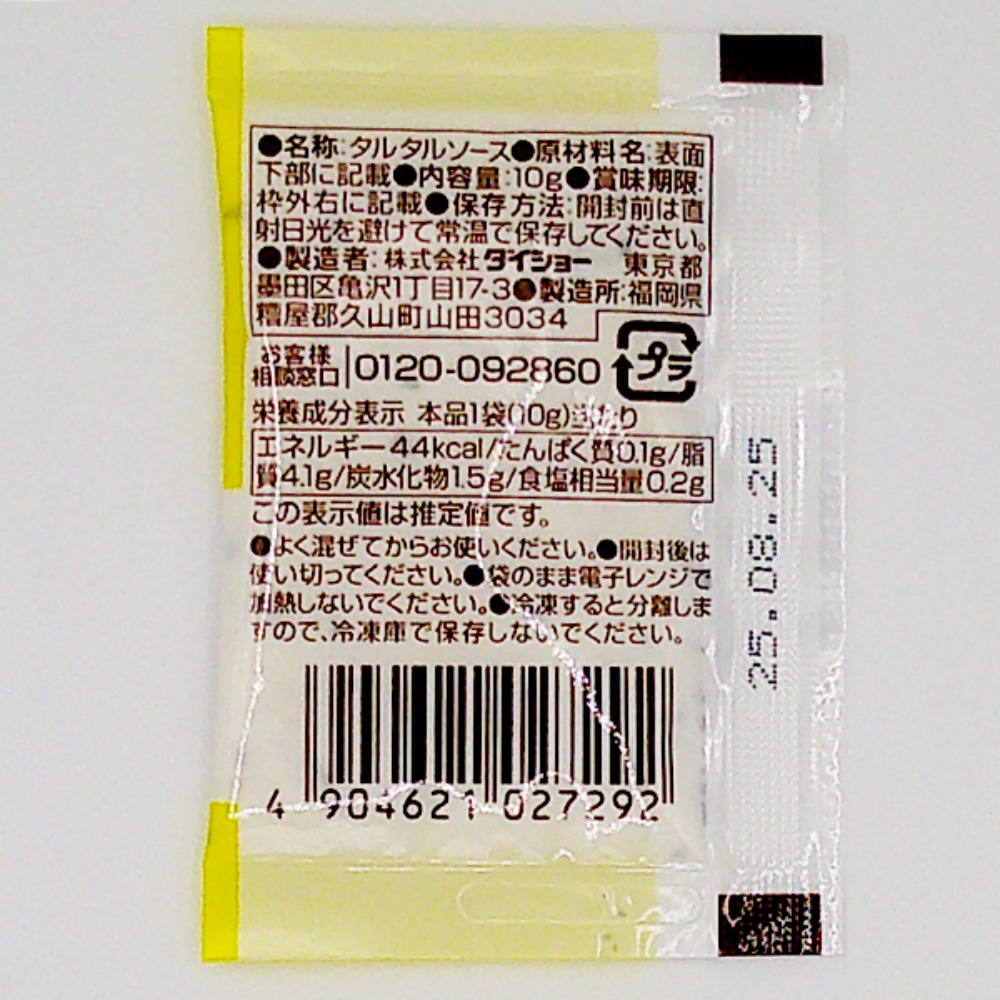 ●名称:タルタルソース●原材料名:表面
下部に記載●内容量:10g●賞味期限:
枠外右に記載●保存方法:開封前は直
射日光を避けて常温で保存してください。
●製造者:株式会社ダイショー 東京都
墨田区亀沢1丁目17-3●製造所:福岡県
糟屋郡久山町山田3034
お客様
相談窓口
0120-092860
プラ
栄養成分表示 本品1袋(10g)当たり
エネルギー44kcal/たんぱく質0.1g/脂
質4.1g/炭水化物1.5g/食塩相当量0.2g
この表示値は推定値です。
●よく混ぜてからお使いください。●開封後は
使い切ってください。●袋のまま電子レンジで
加熱しないでください。●冷凍すると分離しま
すので、冷凍庫で保存しないでください。
4 904621 027292
25.08.25